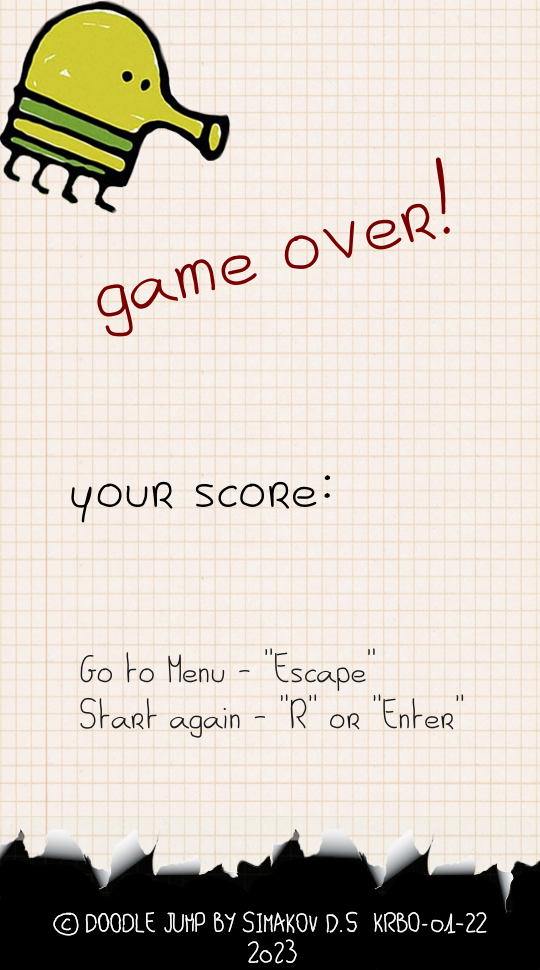 game over!
your score:
Go to Menu - "Escape"
Start again - "R" or "Enter"
© DOODLE JUMP BY SIMAKOV D.S KRBO-01-22
2023